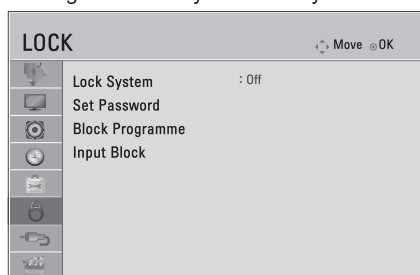 LOCK
Move OK
Lock System : Off
Set Password
Block Programme
Input Block